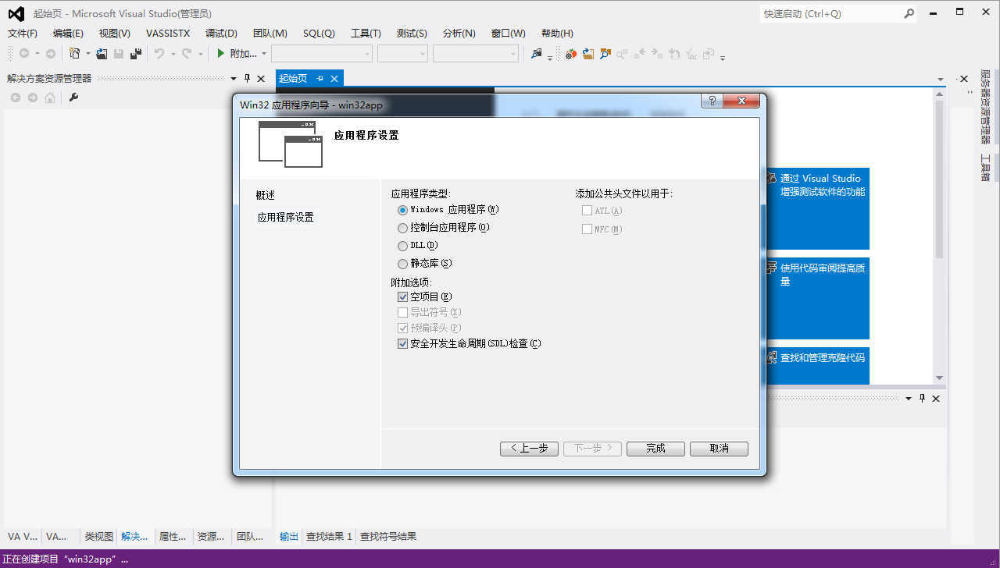 起始页 - Microsoft Visual Studio(管理员)
快速启动 (Ctrl+Q)
文件(F) 编辑(E) 视图(V) VASSISTX 调试(D) 团队(M) SQL(Q) 工具(T) 测试(S) 分析(N) 窗口(W) 帮助(H)
附加...
解决方案资源管理器
起始页
服务器资源管理器
工具箱
Win32 应用程序向导 - win32app
应用程序设置
概述
应用程序设置
应用程序类型:
Windows 应用程序(W)
控制台应用程序(O)
DLL(D)
静态库(S)
附加选项:
空项目(E)
导出符号(X)
预编译头(P)
安全开发生命周期(SDL)检查(C)
添加公共头文件以用于:
ATL(A)
MFC(M)
< 上一步 下一步 > 完成 取消
通过 Visual Studio
增强测试软件的功能
使用代码审阅提高质
量
查找和管理克隆代码
VA V... VA... 类视图 解决... 属性... 资源... 团队... 输出 查找结果 1 查找符号结果
正在创建项目“win32app” ...